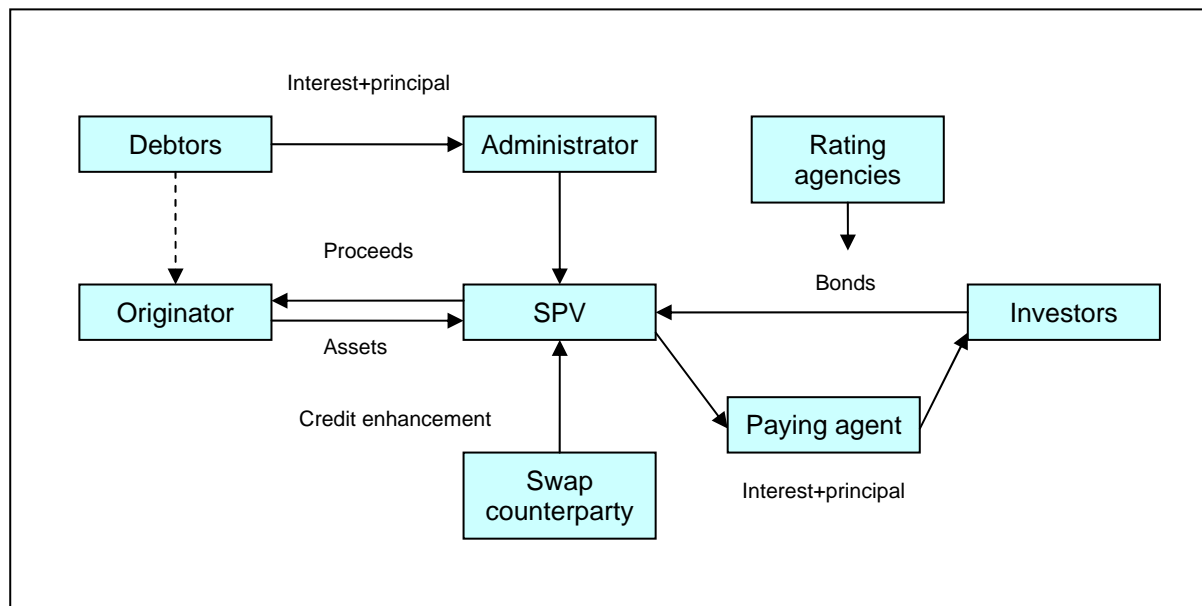 Interest+principal
Debtors
Administrator
Rating
agencies
Proceeds
Bonds
Originator
SPV
Investors
Assets
Credit enhancement
Paying agent
Swap
counterparty
Interest+principal